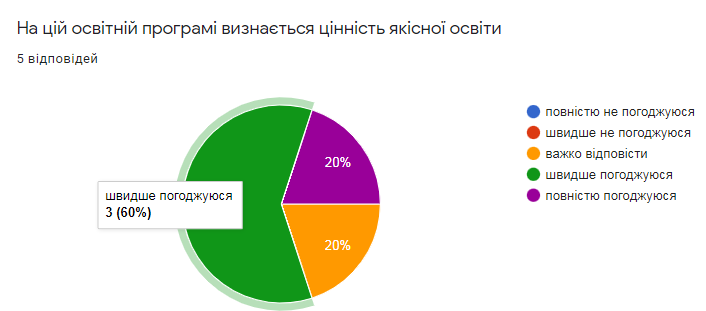 На цій освітній програмі визнається цінність якісної освіти
5 відповідей
20%
20%
швидше погоджуюся
3 (60%)
повністю не погоджуюся
швидше не погоджуюся
важко відповісти
швидше погоджуюся
повністю погоджуюся